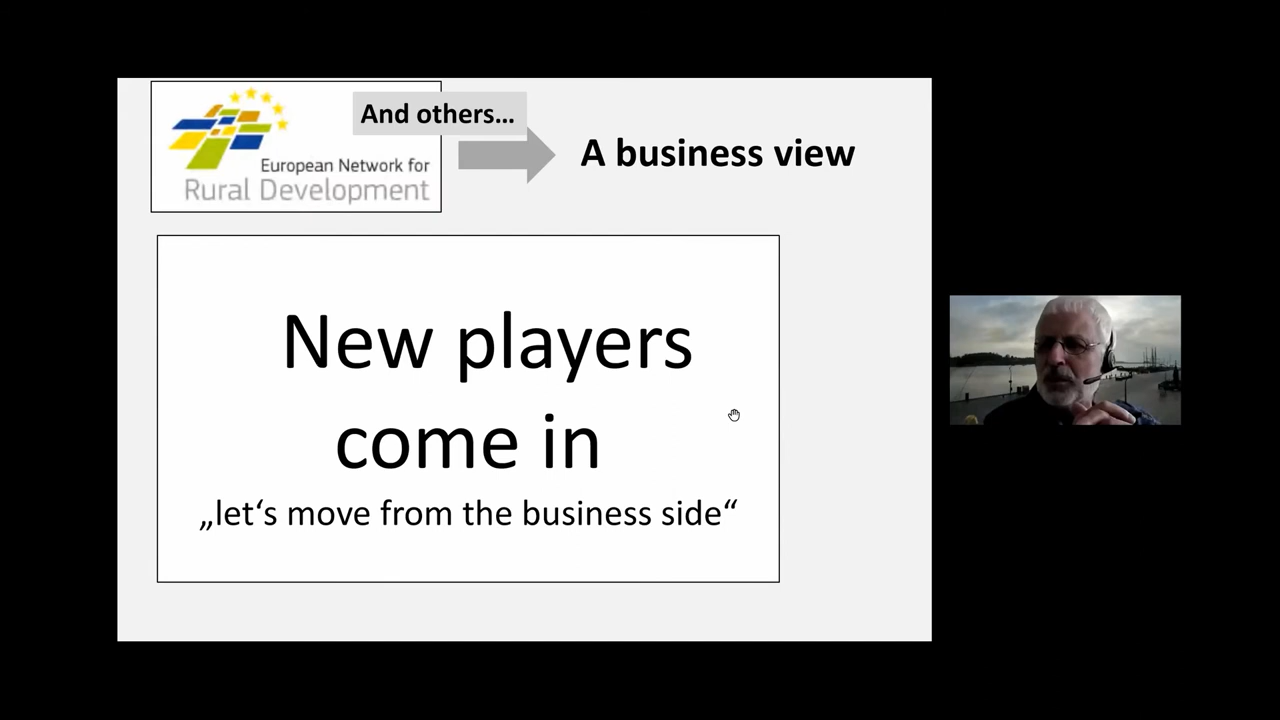 And others...
European Network for
Rural Development
A business view
New players
come in
„let‘s move from the business side“